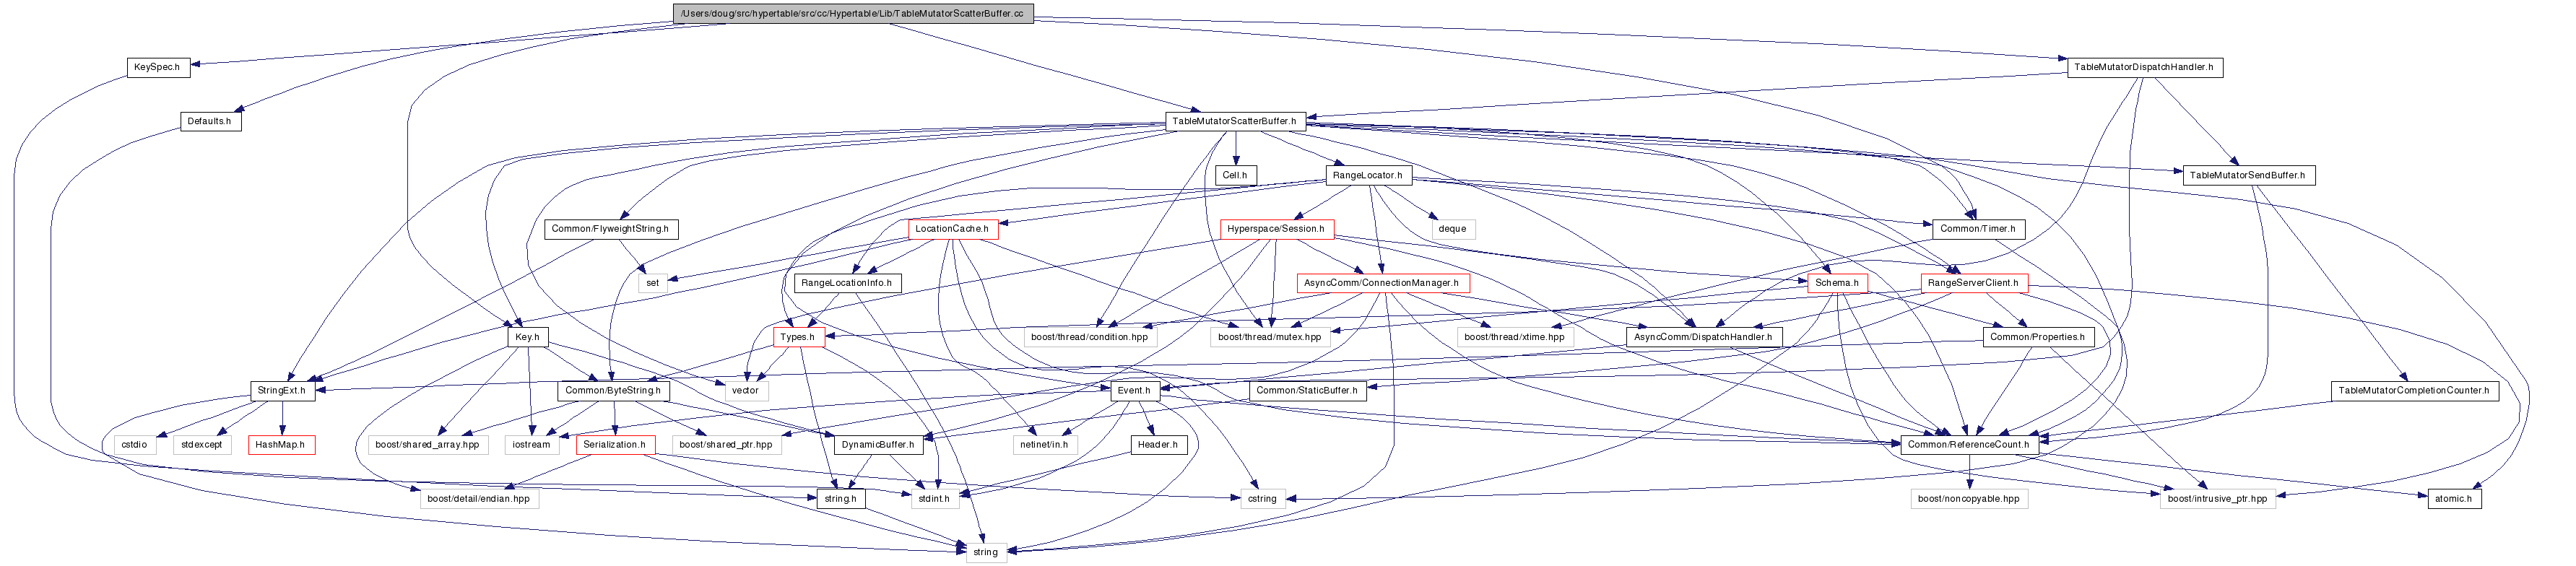 /Users/doug/src/hypertable/src/cc/Hypertable/Lib/TableMutatorScatterBuffer.cc
KeySpec.h
TableMutatorDispatchHandler.h
Defaults.h
TableMutatorScatterBuffer.h
Cell.h
RangeLocator.h
TableMutatorSendBuffer.h
Common/FlyweightString.h
LocationCache.h
Hyperspace/Session.h
deque
Common/Timer.h
set
RangeLocationInfo.h
AsyncComm/ConnectionManager.h
Schema.h
RangeServerClient.h
Key.h
Types.h
boost/thread/condition.hpp
boost/thread/mutex.hpp
boost/thread/xtime.hpp
AsyncComm/DispatchHandler.h
Common/Properties.h
StringExt.h
Common/ByteString.h
vector
Event.h
Common/StaticBuffer.h
TableMutatorCompletionCounter.h
cstdio
stdexcept
HashMap.h
boost/shared_array.hpp
iostream
Serialization.h
boost/shared_ptr.hpp
DynamicBuffer.h
netinet/in.h
Header.h
Common/ReferenceCount.h
boost/detail/endian.hpp
string.h
stdint.h
cstring
boost/noncopyable.hpp
boost/intrusive_ptr.hpp
atomic.h
string